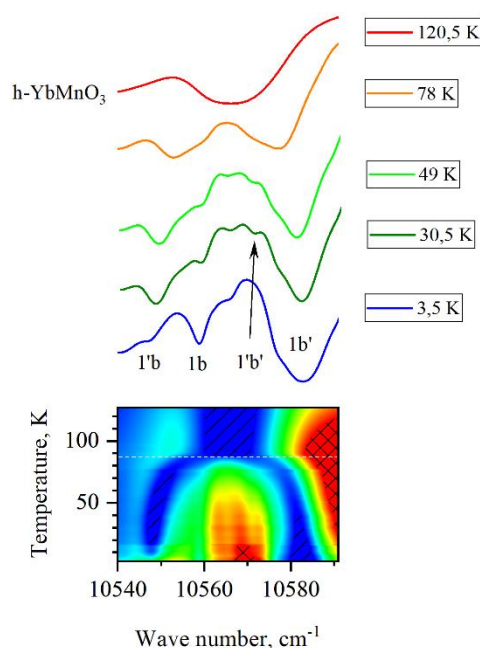 120,5 K
h-YbMnO₃
78 K
49 K
30,5 K
3,5 K
1'b 1b 1'b' 1b'
Temperature, K
100
50
10540 10560 10580
Wave number, cm⁻¹